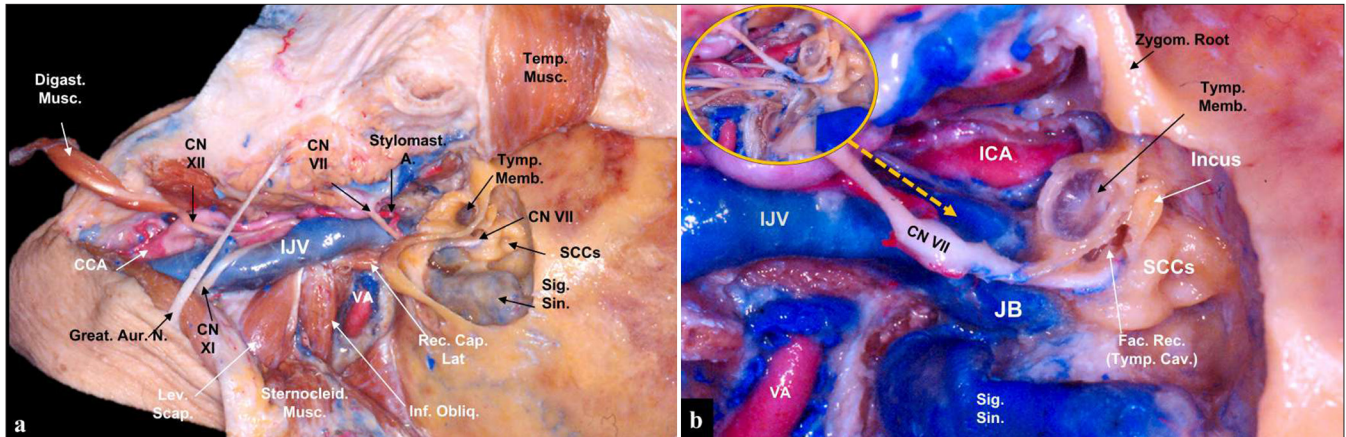 Digast.
Musc.
CN
XII
CN
VII
Stylomast.
A.
Temp.
Musc.
Tymp.
Memb.
CN VII
SCCs
IJV
CCA
VA
Sig.
Sin.
Great. Aur. N.
CN
XI
Rec. Cap.
Lat
Lev.
Scap.
Sternocleid.
Musc.
Inf. Obliq.
a
Zygom. Root
Tymp.
Memb.
ICA
Incus
IJV
CN VII
SCCs
JB
Fac. Rec.
(Tymp. Cav.)
VA
Sig.
Sin.
b